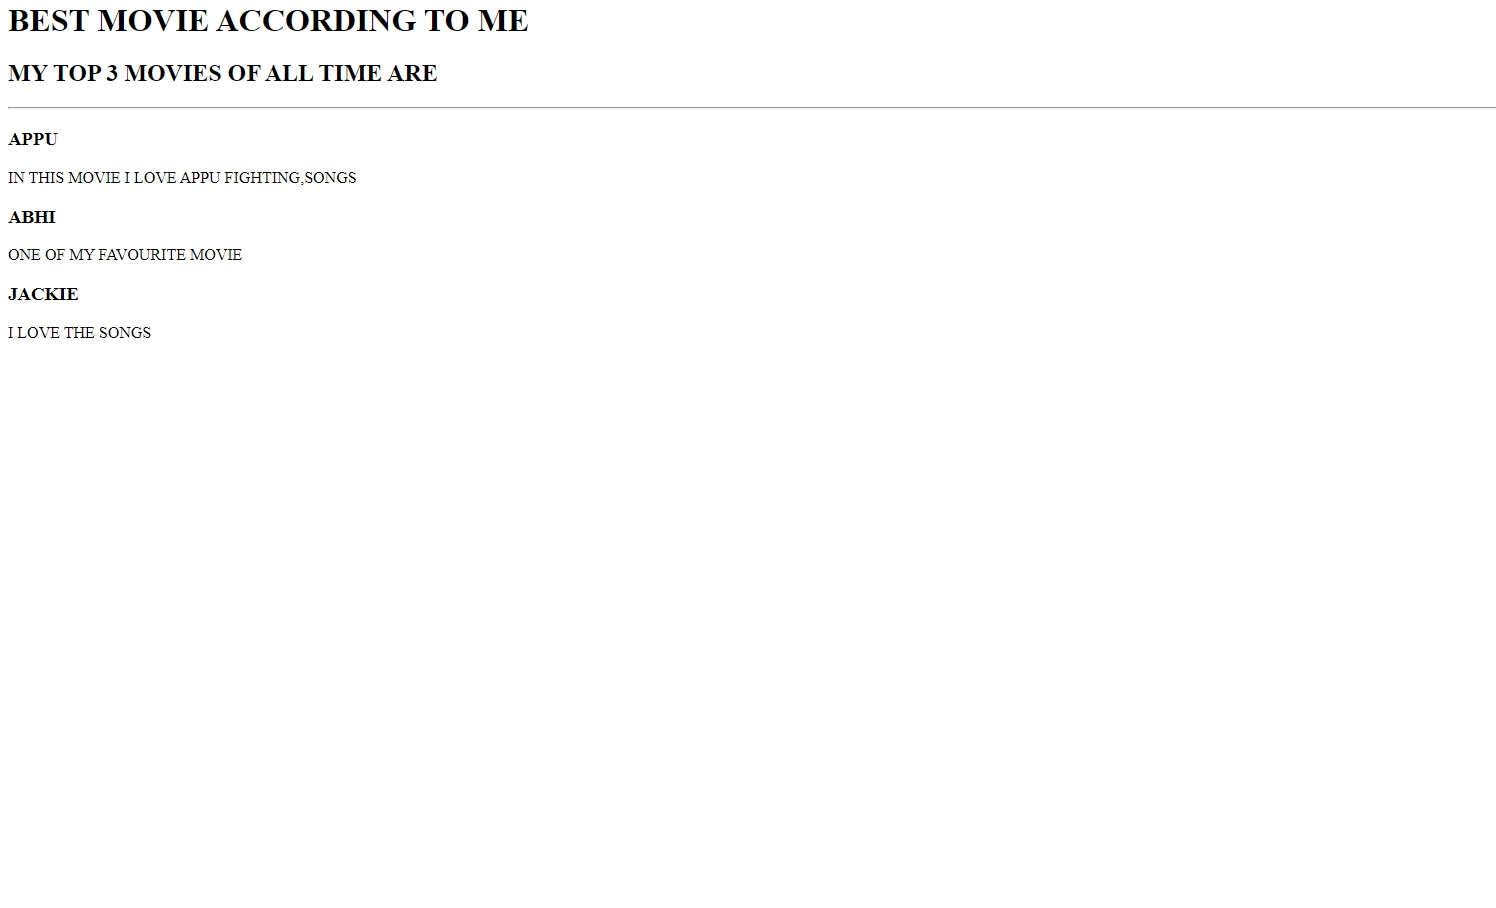 BEST MOVIE ACCORDING TO ME
MY TOP 3 MOVIES OF ALL TIME ARE
APPU
IN THIS MOVIE I LOVE APPU FIGHTING,SONGS
ABHI
ONE OF MY FAVOURITE MOVIE
JACKIE
I LOVE THE SONGS